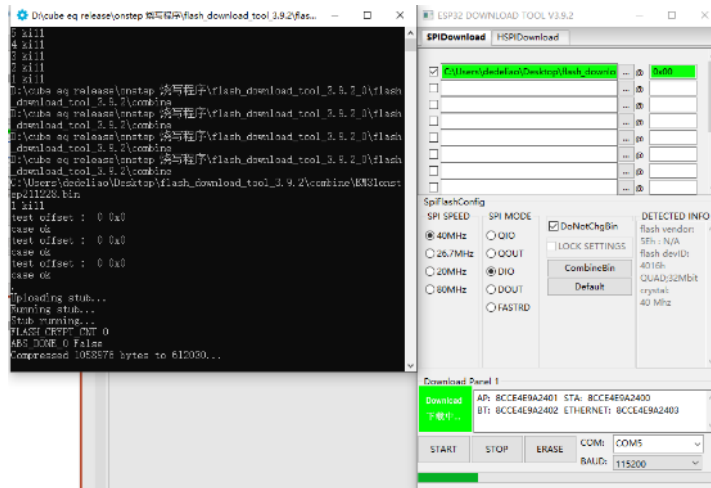 D:\cube eq release\onstep 烧写程序\flash_download_tool_3.9.2\flas...
5 kill
4 kill
3 kill
2 kill
1 kill
D:\cube eq release\onstep 烧写程序\flash_download_tool_3.9.2_0\flash
_download_tool_3.9.2\combine
D:\cube eq release\onstep 烧写程序\flash_download_tool_3.9.2_0\flash
_download_tool_3.9.2\combine
D:\cube eq release\onstep 烧写程序\flash_download_tool_3.9.2_0\flash
_download_tool_3.9.2\combine
D:\cube eq release\onstep 烧写程序\flash_download_tool_3.9.2_0\flash
_download_tool_3.9.2\combine
C:\Users\dedeliao\Desktop\flash_download_tool_3.9.2\combine\
ep211228.bin
1 kill
test offset : 0 0x0
case ok
test offset : 0 0x0
case ok
test offset : 0 0x0
case ok
.
Uploading stub...
Running stub...
Stub running...
FLASH_CRYPT_CNT 0
ABS_DONE_0 False
Compressed 1058976 bytes to 612030...
ESP32 DOWNLOAD TOOL V3.9.2
SPIDownload HSPIDownload
C:\Users\dedeliao\Desktop\flash_downlo ... @ 0x00
... @
... @
... @
... @
... @
... @
... @
SpiFlashConfig
SPI SPEED SPI MODE DETECTED INFO
40MHz
26.7MHz
20MHz
80MHz
QIO
QOUT
DIO
DOUT
FASTRD
DoNotChgBin
LOCK SETTINGS
CombineBin
Default
flash vendor:
5Eh : N/A
flash devID:
4016h
QUAD;32Mbit
crystal:
40 Mhz
Download Panel 1
Download
下载中...
AP: 8CCE4E9A2401 STA: 8CCE4E9A2400
BT: 8CCE4E9A2402 ETHERNET: 8CCE4E9A2403
START STOP ERASE
COM: COM5
BAUD: 115200